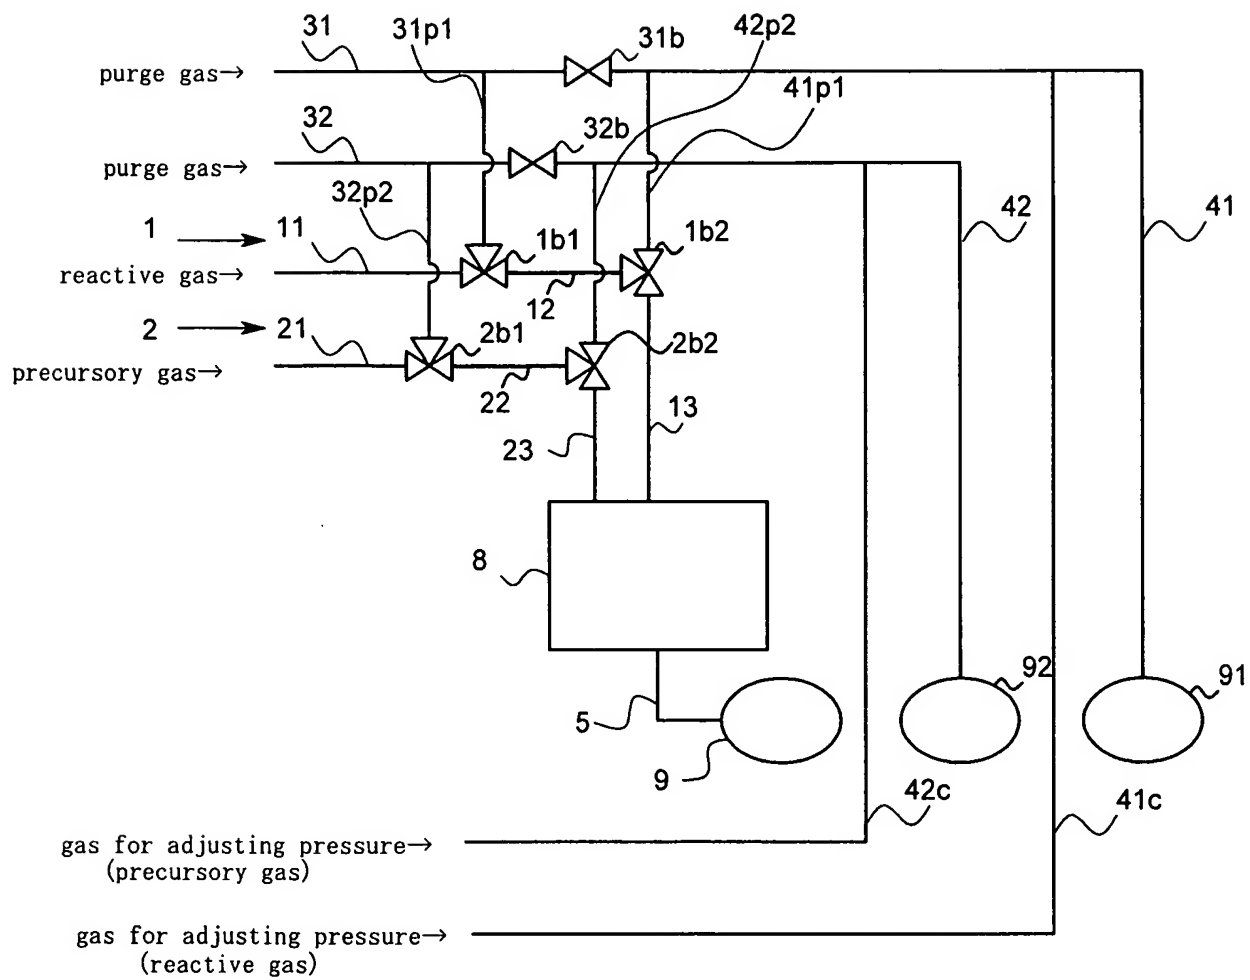 31
31p1
42p2
31b
purge gas→
41p1
32
32b
purge gas→
32p2
1
11
1b1
1b2
42
41
reactive gas→
12
2
21
2b1
2b2
precursory gas→
22
13
23
8
92
91
5
9
42c
41c
gas for adjusting pressure→
(precursory gas)
gas for adjusting pressure→
(reactive gas)